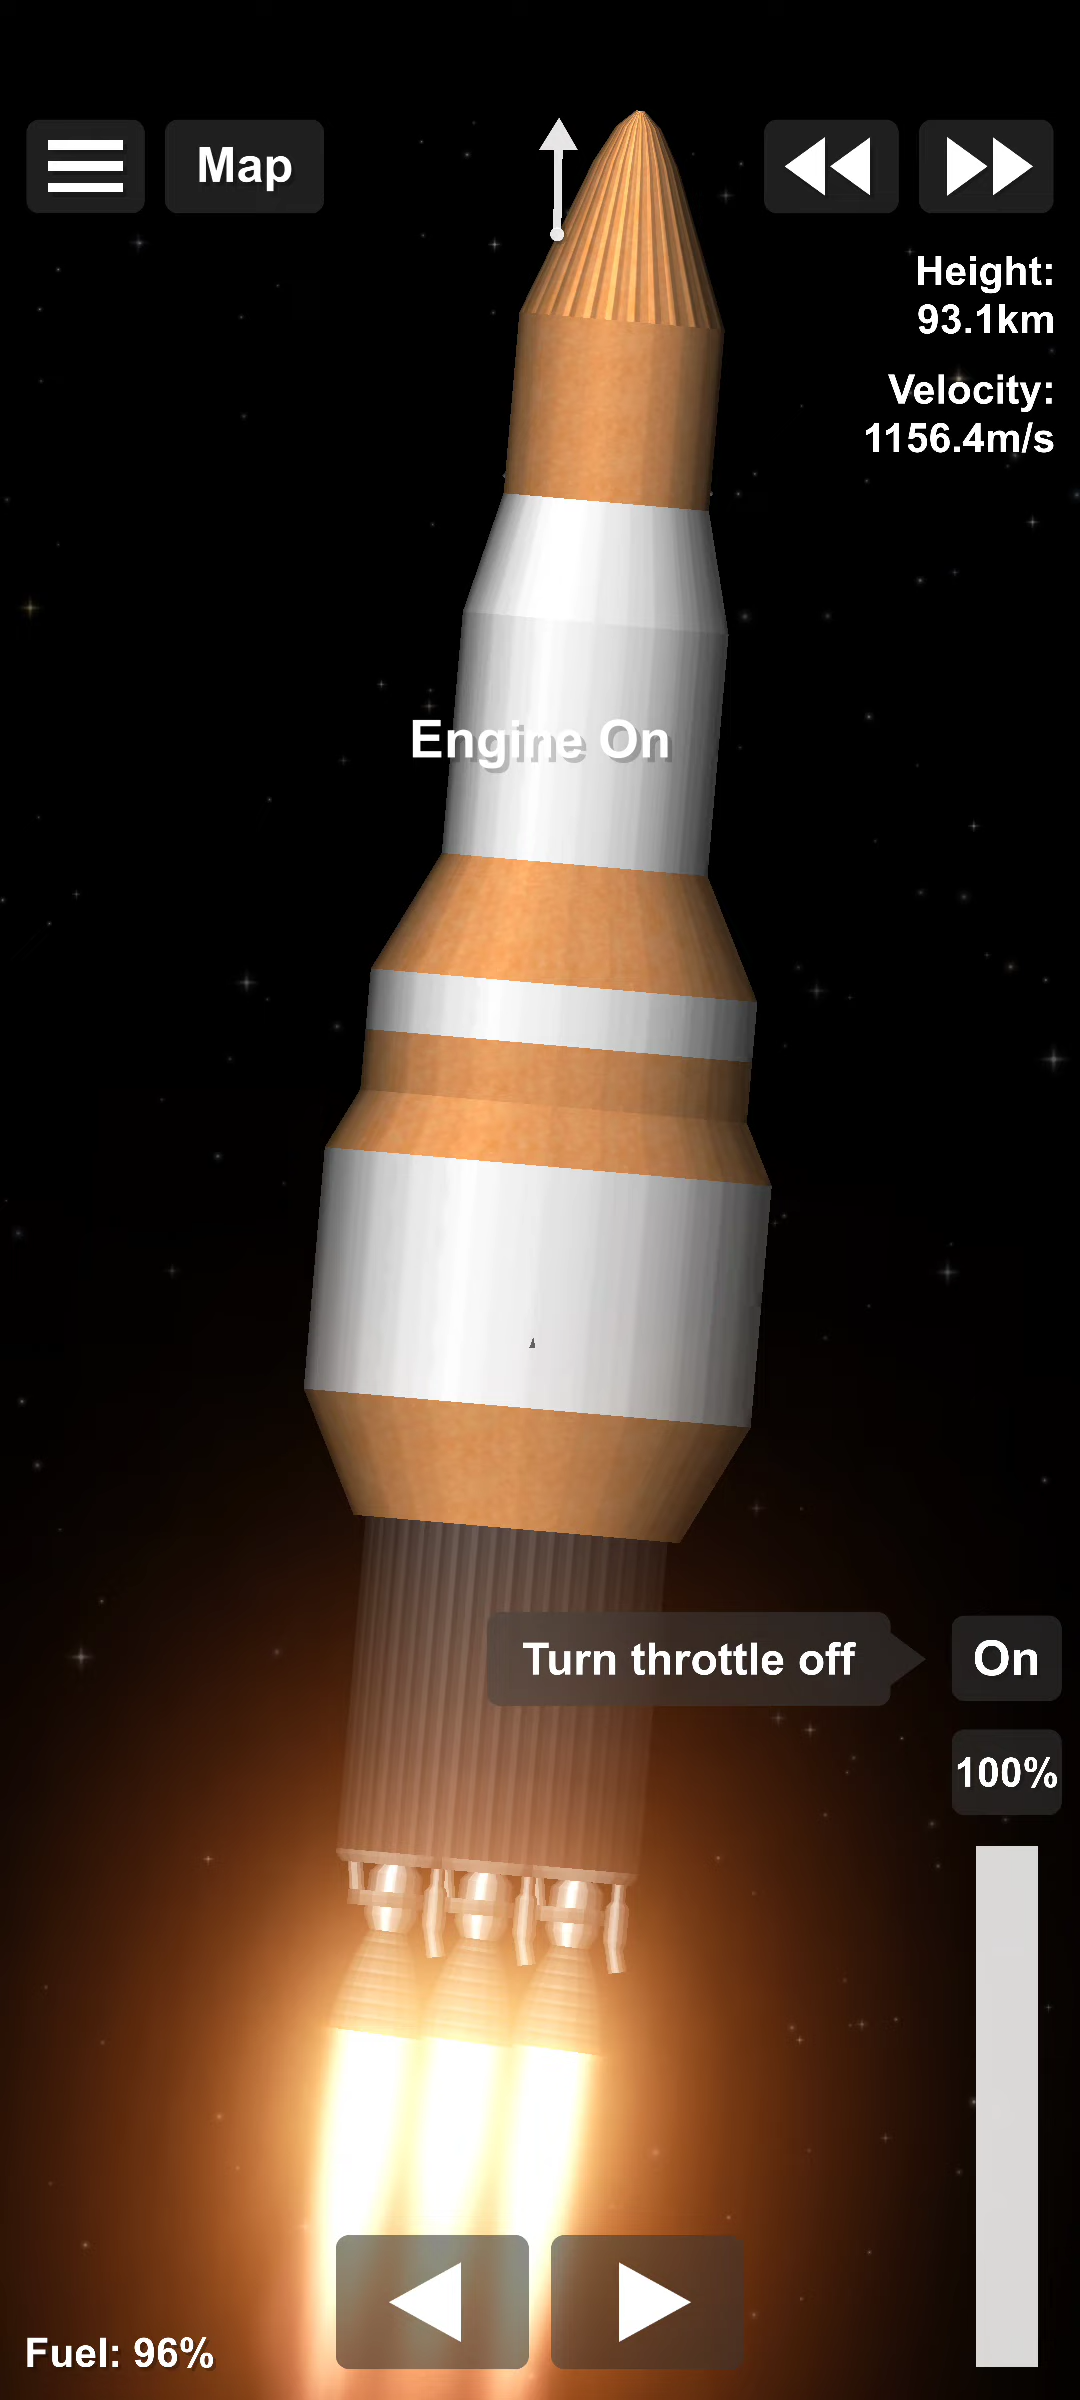 Map
Height:
93.1km
Velocity:
1156.4m/s
Engine On
Turn throttle off
On
100%
Fuel: 96%